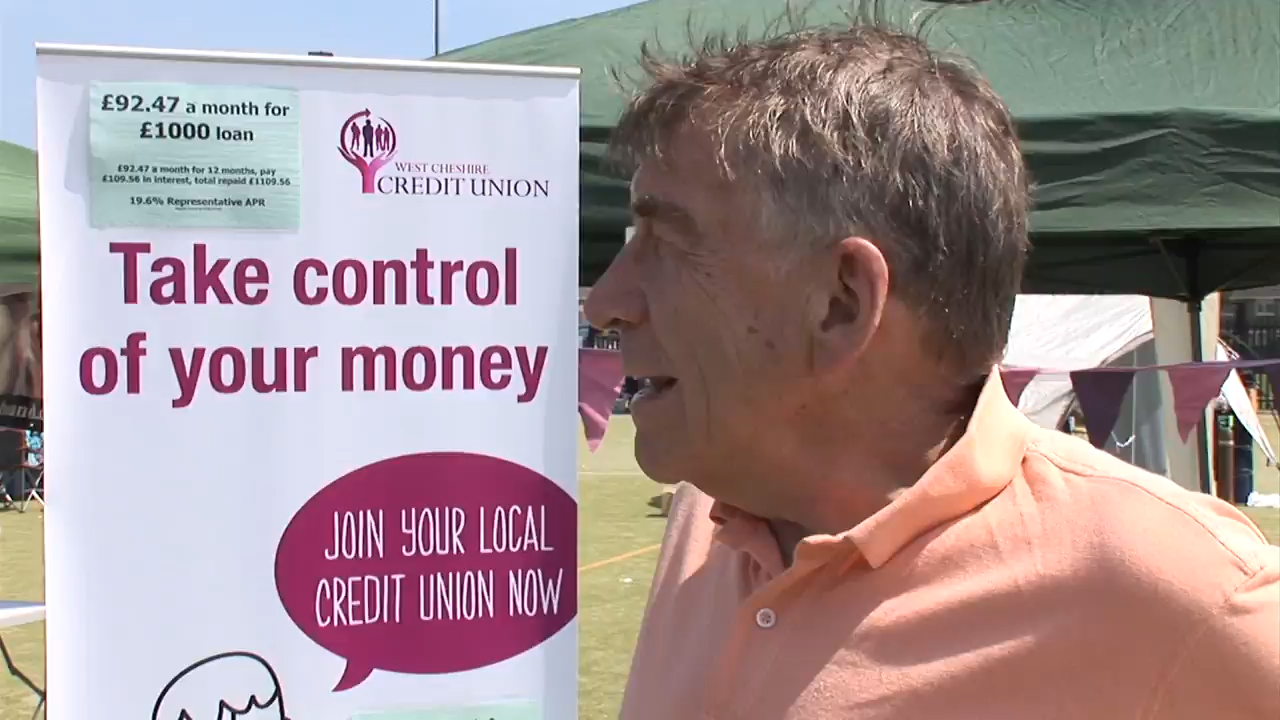 £92.47 a month for
£1000 loan
£92.47 a month for 12 months, pay
£109.56 in interest, total repaid £1109.56
19.6% Representative APR
WEST CHESHIRE
CREDIT UNION
Take control
of your money
JOIN YOUR LOCAL
CREDIT UNION NOW